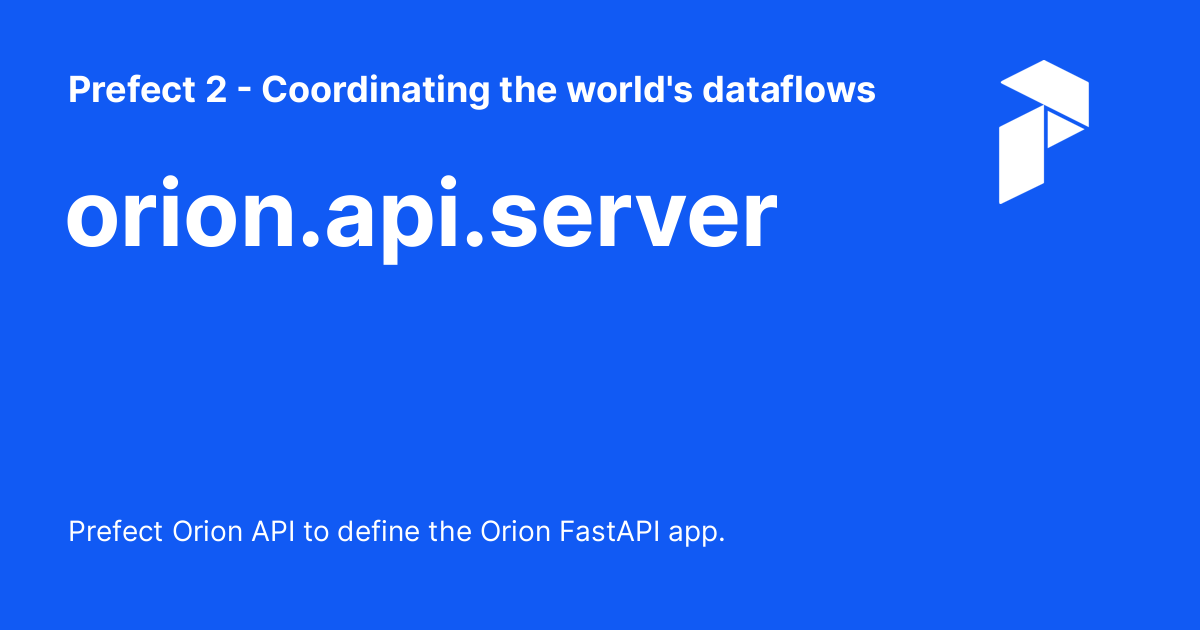 Prefect 2 - Coordinating the world's dataflows
orion.api.server
Prefect Orion API to define the Orion FastAPI app.